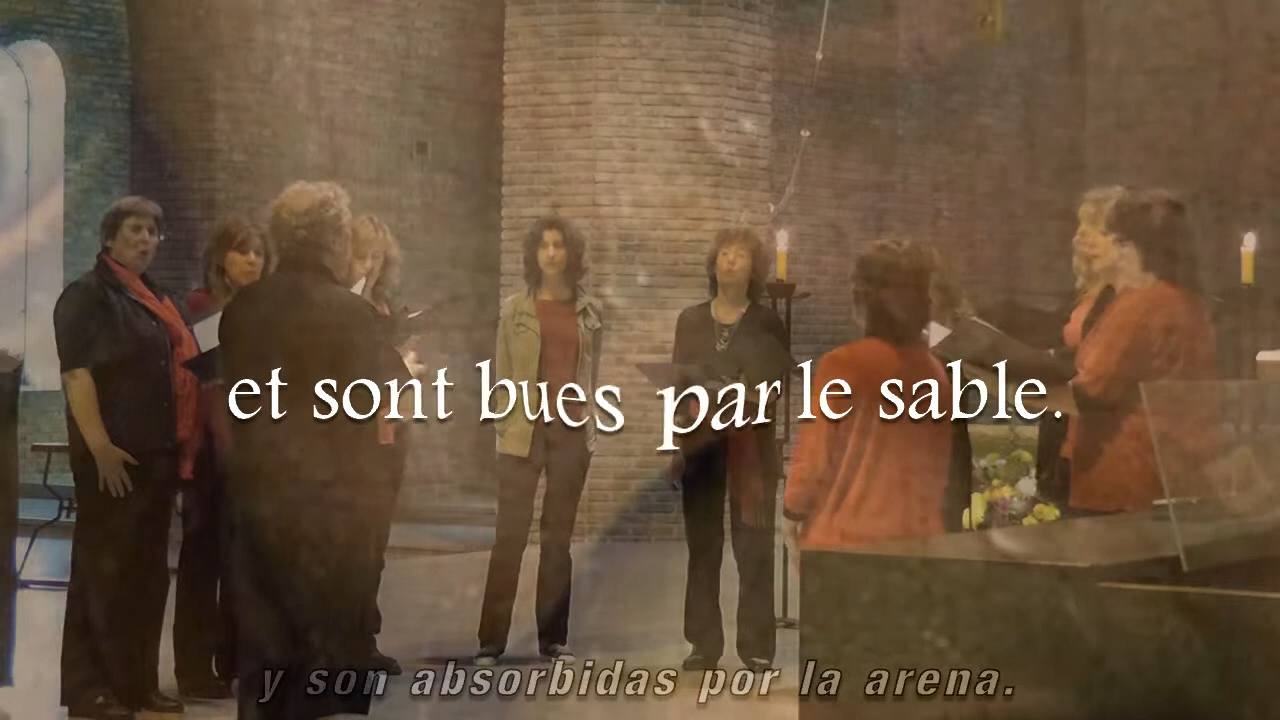 et sont bues par le sable.
y son absorbidas por la arena.